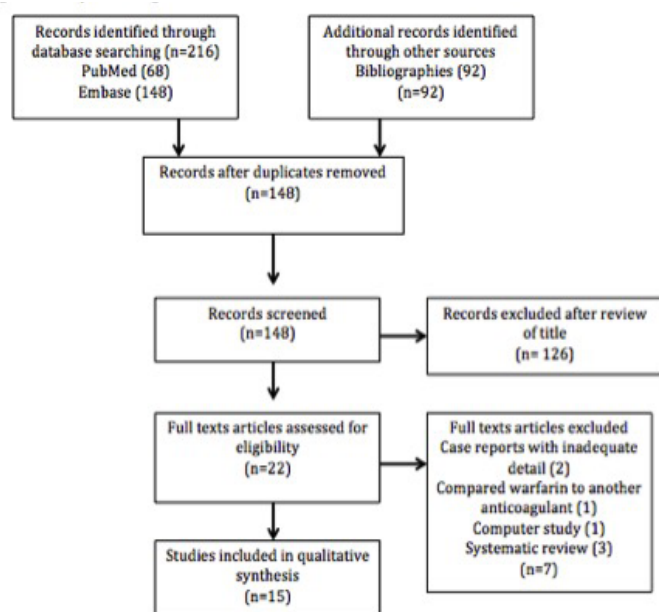 Records identified through
database searching (n=216)
PubMed (68)
Embase (148)
Additional records identified
through other sources
Bibliographies (92)
(n=92)
Records after duplicates removed
(n=148)
Records screened
(n=148)
Records excluded after review
of title
(n= 126)
Full texts articles assessed for
eligibility
(n=22)
Full texts articles excluded
Case reports with inadequate
detail (2)
Compared warfarin to another
anticoagulant (1)
Computer study (1)
Systematic review (3)
(n=7)
Studies included in qualitative
synthesis
(n=15)